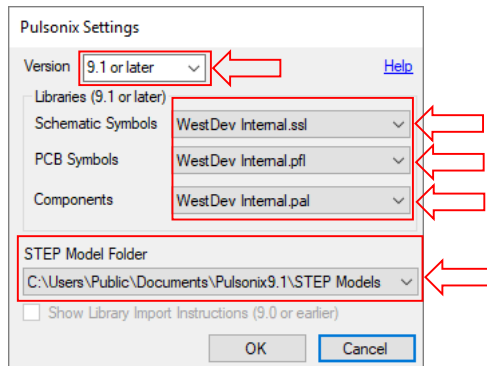 Pulsonix Settings
Version 9.1 or later Help
Libraries (9.1 or later)
Schematic Symbols WestDev Internal.ssl
PCB Symbols WestDev Internal.pfl
Components WestDev Internal.pal
STEP Model Folder
C:\Users\Public\Documents\Pulsonix9.1\STEP Models
Show Library Import Instructions (9.0 or earlier)
OK Cancel